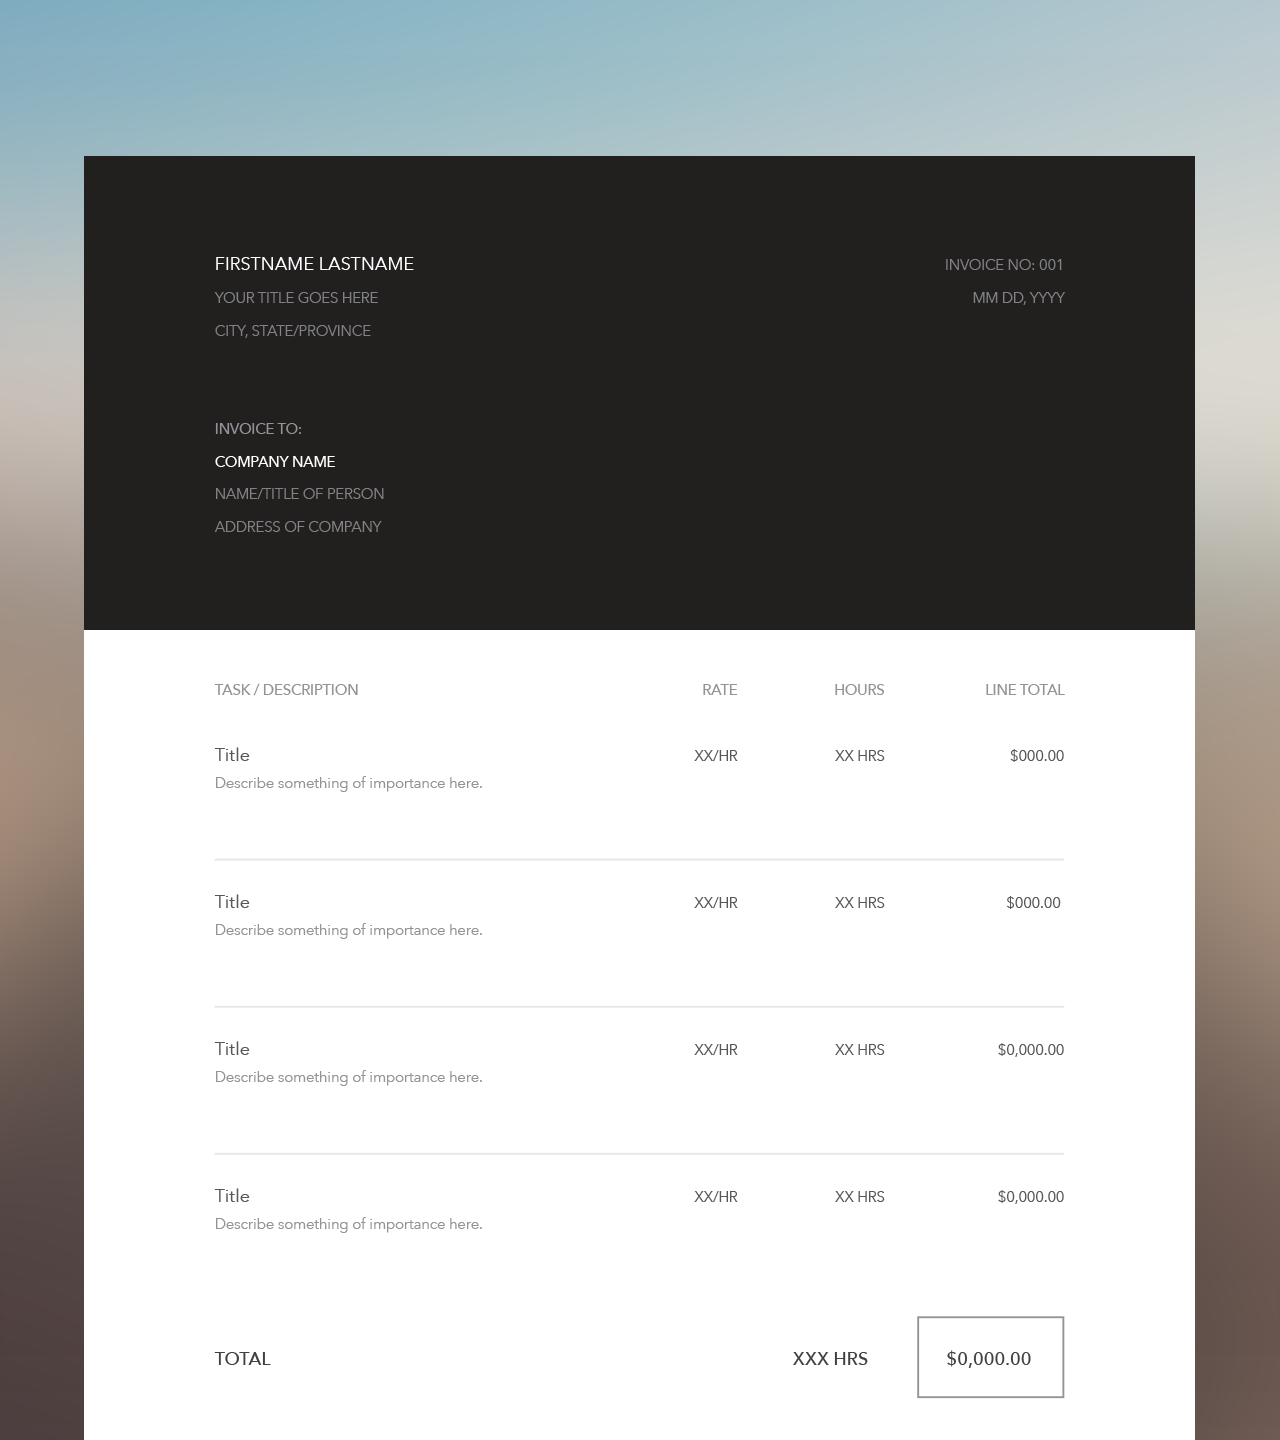 FIRSTNAME LASTNAME INVOICE NO: 001
YOUR TITLE GOES HERE MM DD, YYYY
CITY, STATE/PROVINCE
INVOICE TO:
COMPANY NAME
NAME/TITLE OF PERSON
ADDRESS OF COMPANY
TASK / DESCRIPTION RATE HOURS LINE TOTAL
Title XX/HR XX HRS $000.00
Describe something of importance here.
Title XX/HR XX HRS $000.00
Describe something of importance here.
Title XX/HR XX HRS $0,000.00
Describe something of importance here.
Title XX/HR XX HRS $0,000.00
Describe something of importance here.
TOTAL XXX HRS $0,000.00